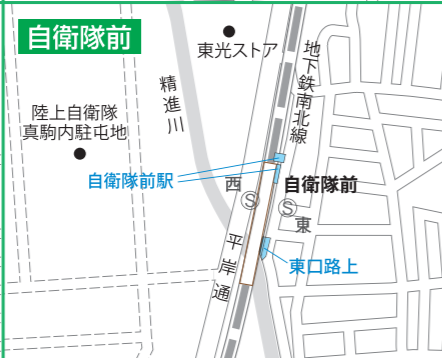 自衛隊前
東光ストア
地下鉄南北線
精進川
陸上自衛隊
真駒内駐屯地
自衛隊前駅
西
S
自衛隊前
S
東
平岸通
東口路上